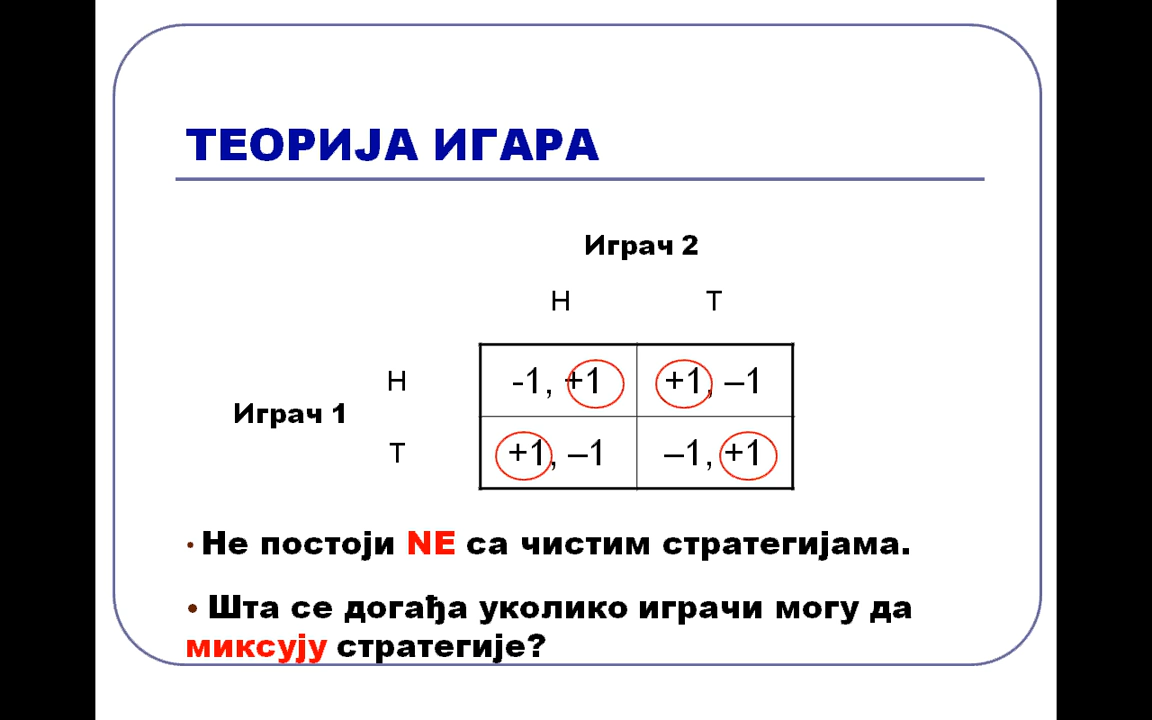 ТЕОРИЈА ИГАРА
Играч 2
H T
H -1, +1 +1, –1
Играч 1
T +1, –1 –1, +1
• Не постоји NE са чистим стратегијама.
• Шта се догађа уколико играчи могу да
миксују стратегије?